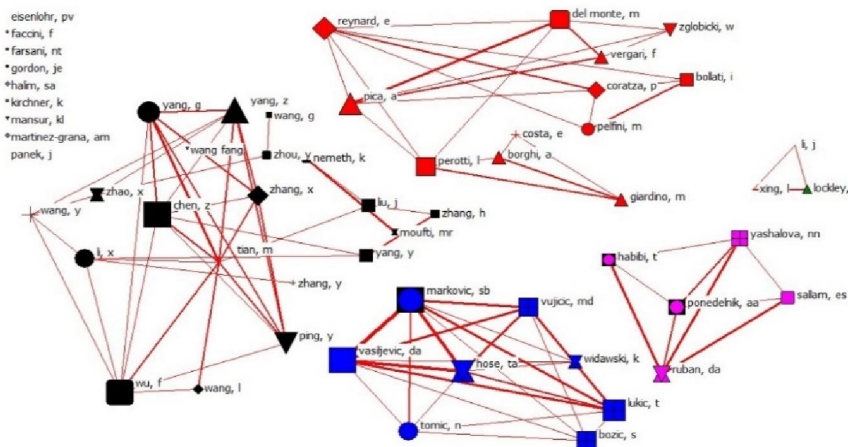 eisenlohr, pv
faccini, f
farsani, nt
gordon, je
halim, sa
kirchner, k
mansur, kl
martinez-grana, am
panek, j
yang, g
yang, z
wang, g
wang fang,
zhou, y
nemeth, k
zhao, x
zhang, x
wang, y
chen, z
liu, j
zhang, h
moufti, mr
li, x
tian, m
yang, y
zhang, y
ping, y
wu, f
wang, l
reynard, e
del monte, m
zglobicki, w
vergari, f
bollati, i
pica, a
coratza, p
pelfini, m
costa, e
perotti, l
borghi, a
giardino, m
li, j
xing, l
lockley,
yashalova, nn
habibi, t
ponedelnik, aa
sallam, es
ruban, da
markovic, sb
vujicic, md
vasiljevic, da
hose, ta
widawski, k
lukic, t
tomic, n
bozic, s